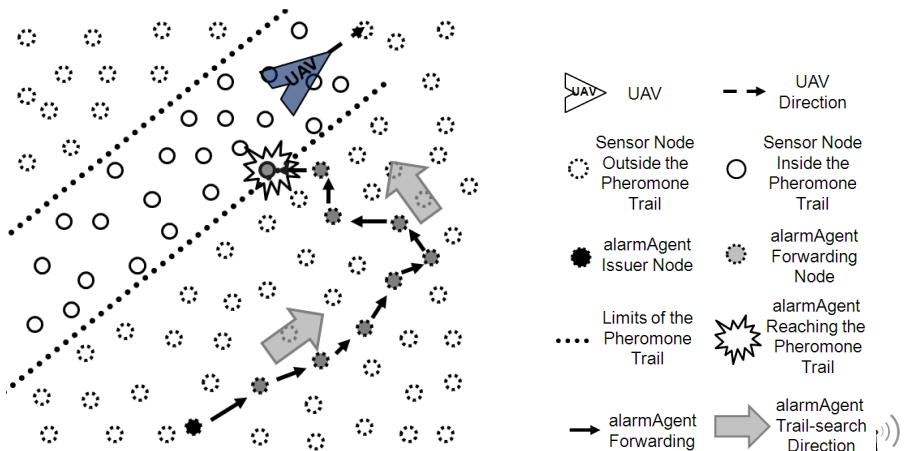 UAV
UAV
UAV
UAV
Direction
Sensor Node
Outside the
Pheromone
Trail
Sensor Node
Inside the
Pheromone
Trail
alarmAgent
Issuer Node
alarmAgent
Forwarding
Node
Limits of the
Pheromone
Trail
alarmAgent
Reaching the
Pheromone
Trail
alarmAgent
Forwarding
alarmAgent
Trail-search
Direction